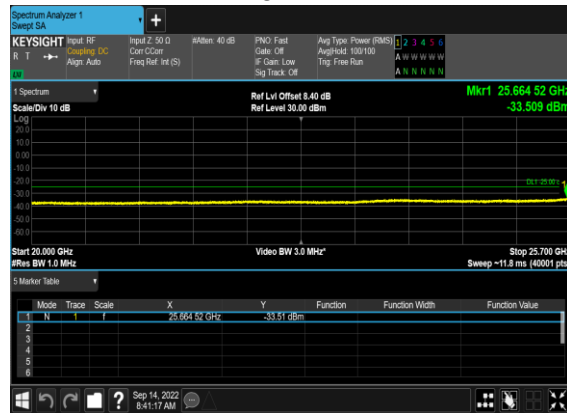 Spectrum Analyzer 1
Swept SA
+
KEYSIGHT Input: RF Input Z: 50 Ω #Atten: 40 dB PNO: Fast Avg Type: Power (RMS) 1 2 3 4 5 6
R T Coupling: DC Corr CCorr Gate: Off Avg|Hold: 100/100 A W W W W W
Align: Auto Freq Ref: Int (S) IF Gain: Low Trig: Free Run
Sig Track: Off A N N N N N
1 Spectrum
Ref Lvl Offset 8.40 dB Mkr1 25.664 52 GHz
Scale/Div 10 dB Ref Level 30.00 dBm -33.509 dBm
Log
20.0
10.0
0.00
-10.0
-20.0
DL1 -25.00
-30.0
-40.0
-50.0
-60.0
Start 20.000 GHz Video BW 3.0 MHz* Stop 25.700 GHz
#Res BW 1.0 MHz Sweep ~11.8 ms (40001 pts)
5 Marker Table
Mode Trace Scale X Y Function Function Width Function Value
1 N 1 f 25.664 52 GHz -33.51 dBm
2
3
4
5
6
? Sep 14, 2022
8:41:17 AM